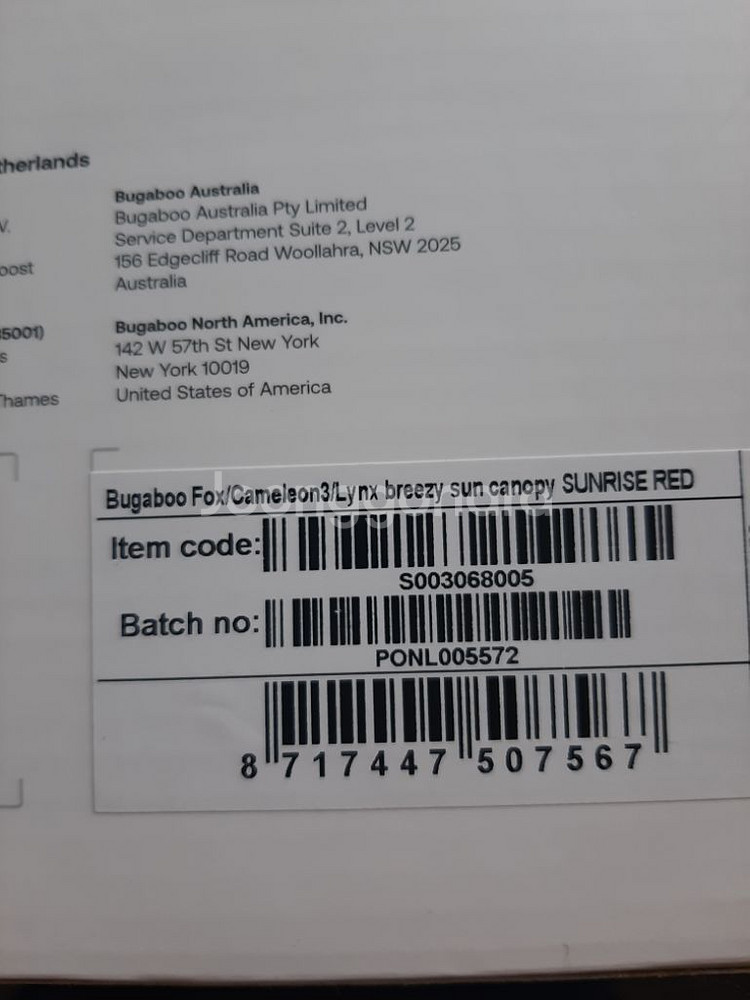 therlands
V.
oost
5001)
s
Thames
Bugaboo Australia
Bugaboo Australia Pty Limited
Service Department Suite 2, Level 2
156 Edgecliff Road Woollahra, NSW 2025
Australia
Bugaboo North America, Inc.
142 W 57th St New York
New York 10019
United States of America
Bugaboo Fox/Cameleon3/Lynx breezy sun canopy SUNRISE RED
Joonggonara
Item code:
S003068005
Batch no:
PONL005572
8 717447 507567